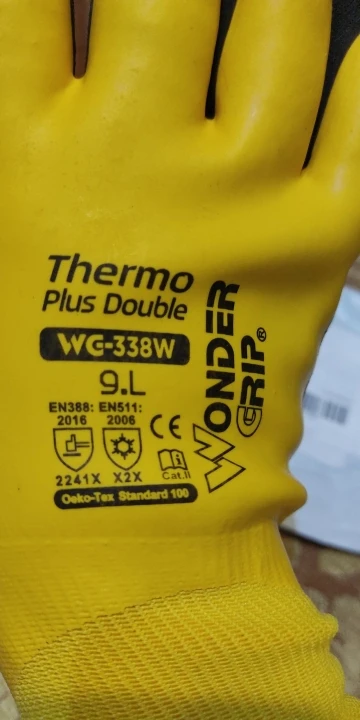 Thermo
Plus Double
WG-338W
9.L
EN388: EN511:
2016 2006
CE
2241X X2X
Cat.II
Oeko-Tex Standard 100
WONDER
GRIP®